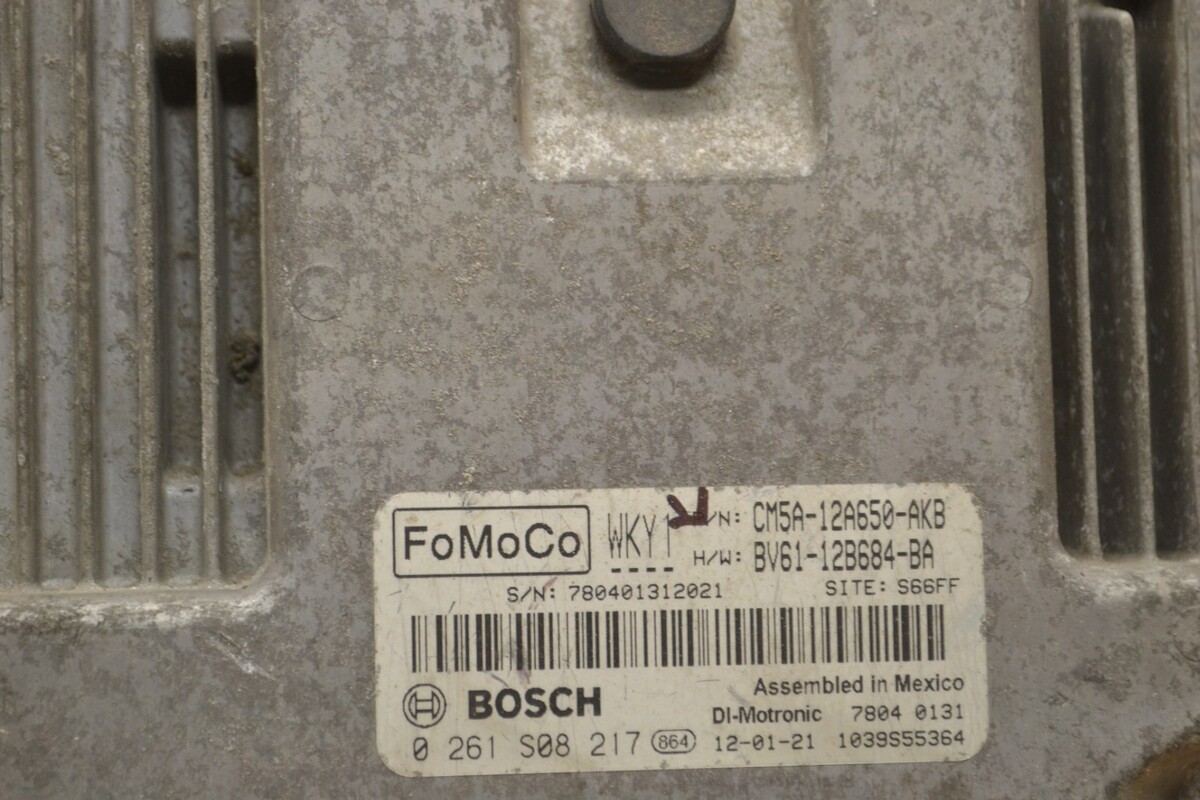 FoMoCo WKY1 P/N: CM5A-12A650-AKB
H/W: BV61-12B684-BA
S/N: 780401312021 SITE: S66FF
BOSCH Assembled in Mexico
DI-Motronic 7804 0131
0 261 S08 217 864 12-01-21 1039S55364